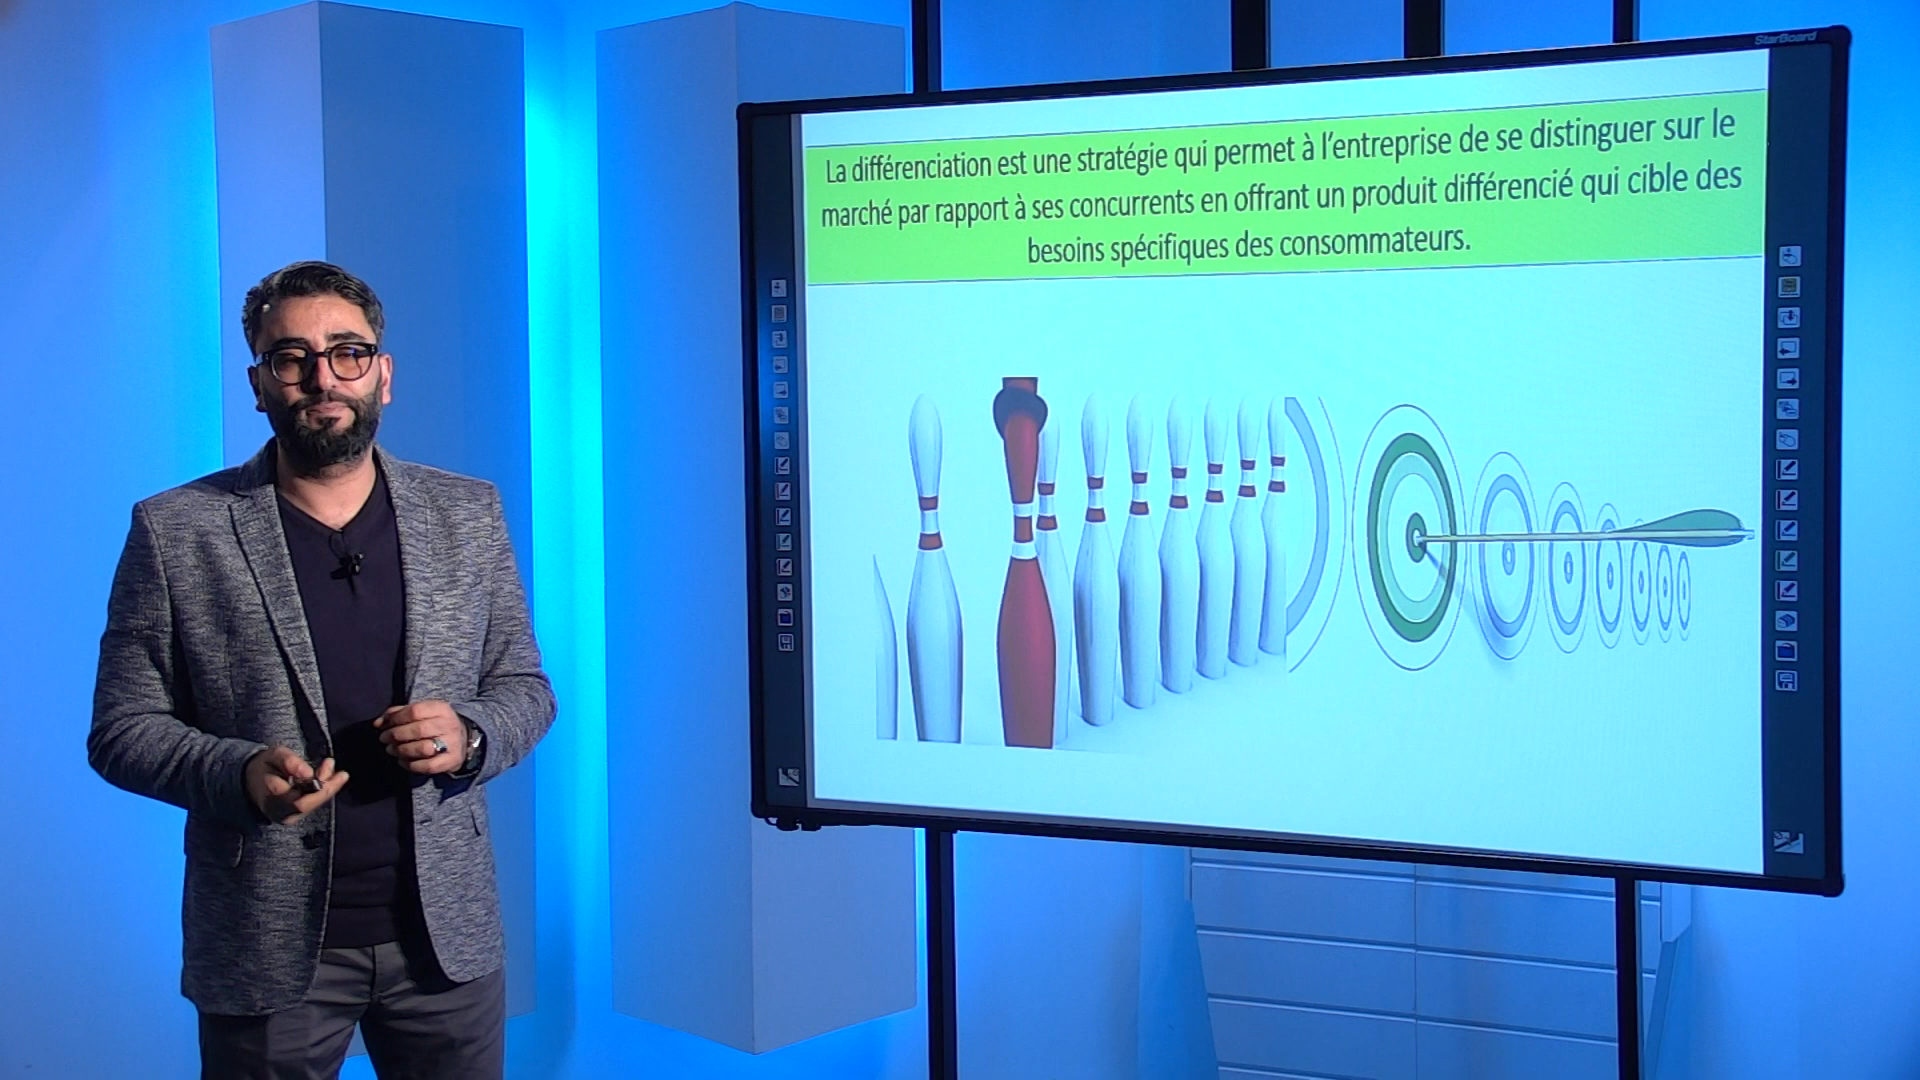 StarBoard
La différenciation est une stratégie qui permet à l'entreprise de se distinguer sur le
marché par rapport à ses concurrents en offrant un produit différencié qui cible des
besoins spécifiques des consommateurs.